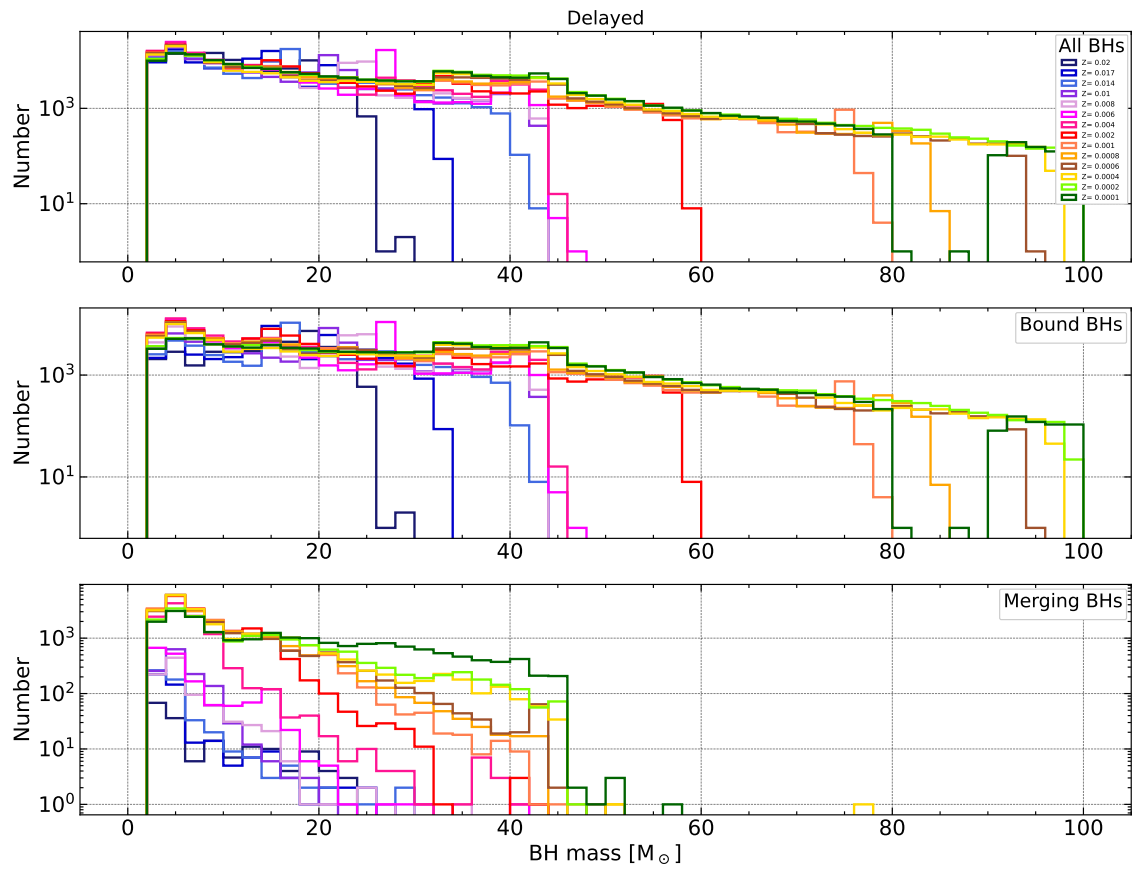 Delayed
All BHs
Z= 0.02
Z= 0.017
Z= 0.014
Z= 0.01
Z= 0.008
Z= 0.006
Z= 0.004
Z= 0.002
Z= 0.001
Z= 0.0008
Z= 0.0006
Z= 0.0004
Z= 0.0002
Z= 0.0001
Number
10³
10¹
0 20 40 60 80 100
Bound BHs
Number
10³
10¹
0 20 40 60 80 100
Merging BHs
Number
10³
10²
10¹
10⁰
0 20 40 60 80 100
BH mass [M⊙]